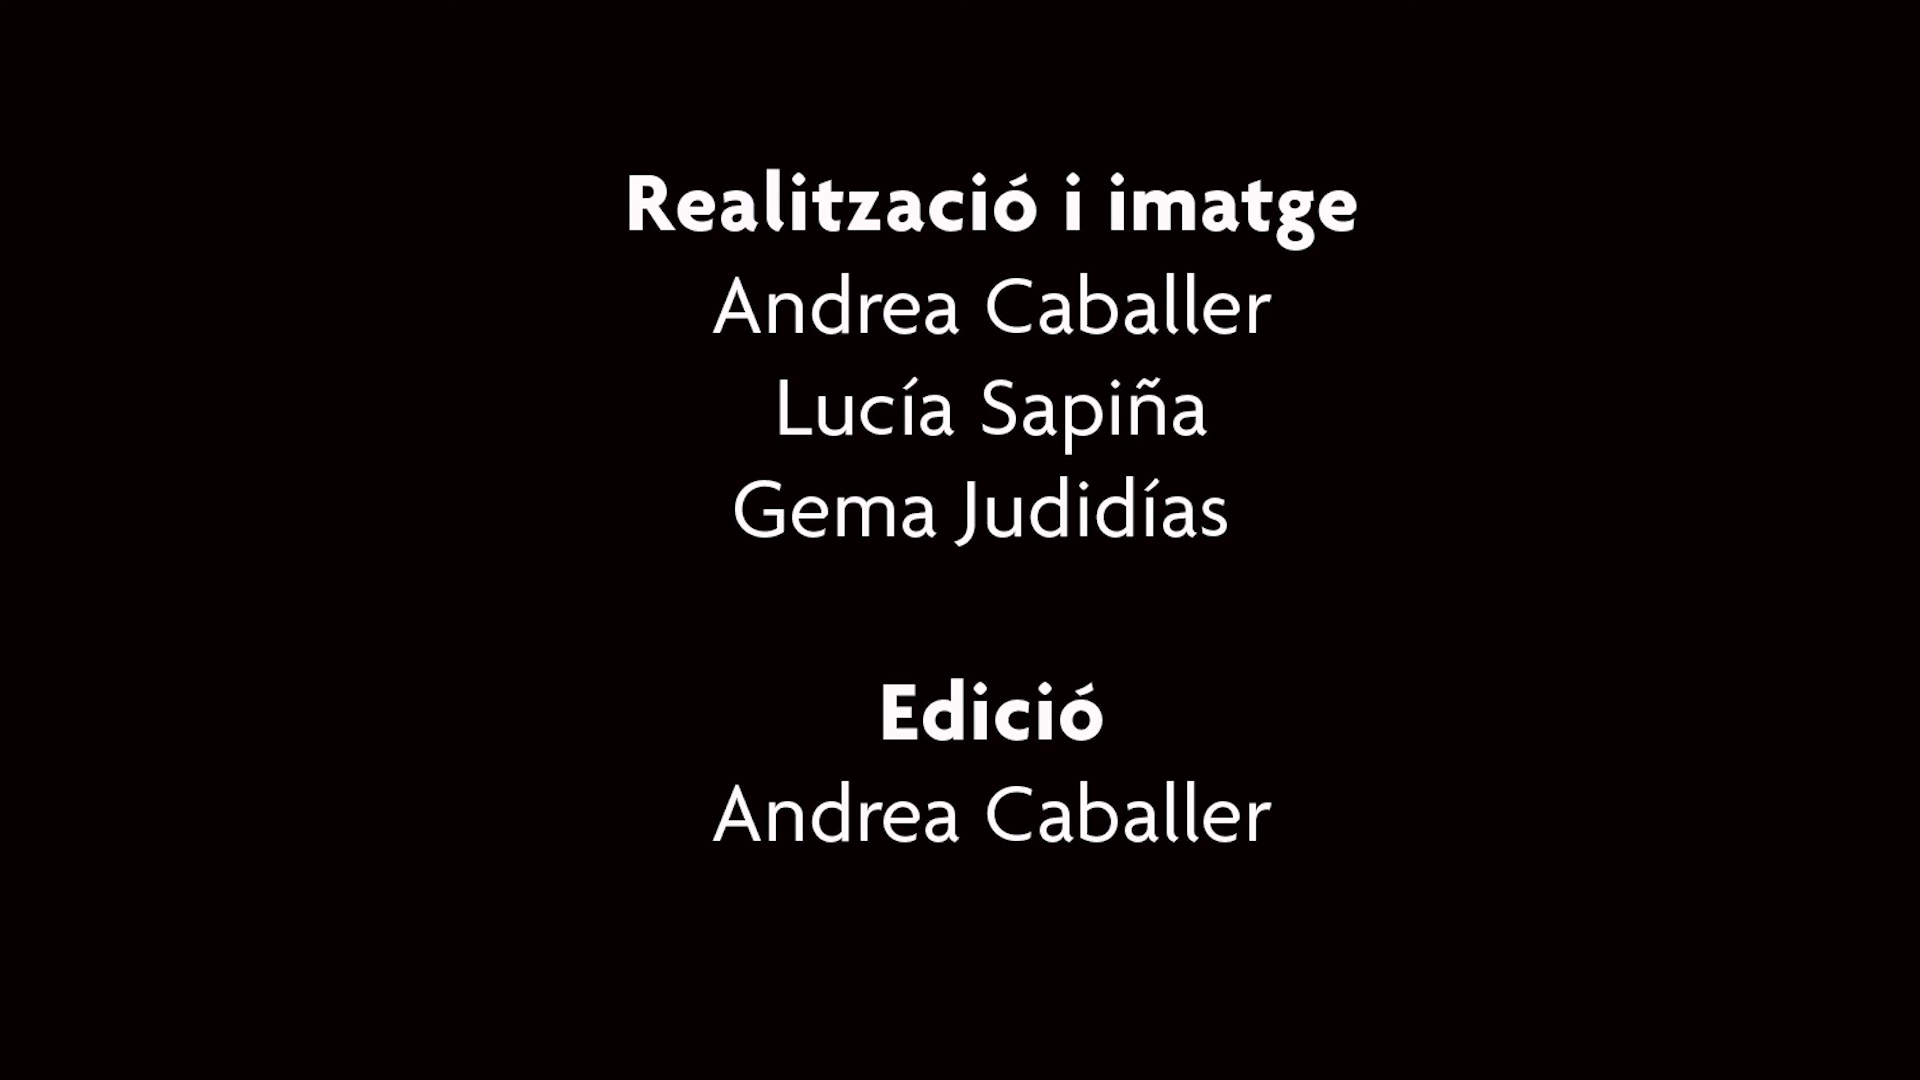 Realització i imatge
Andrea Caballer
Lucía Sapiña
Gema Judidías
Edició
Andrea Caballer